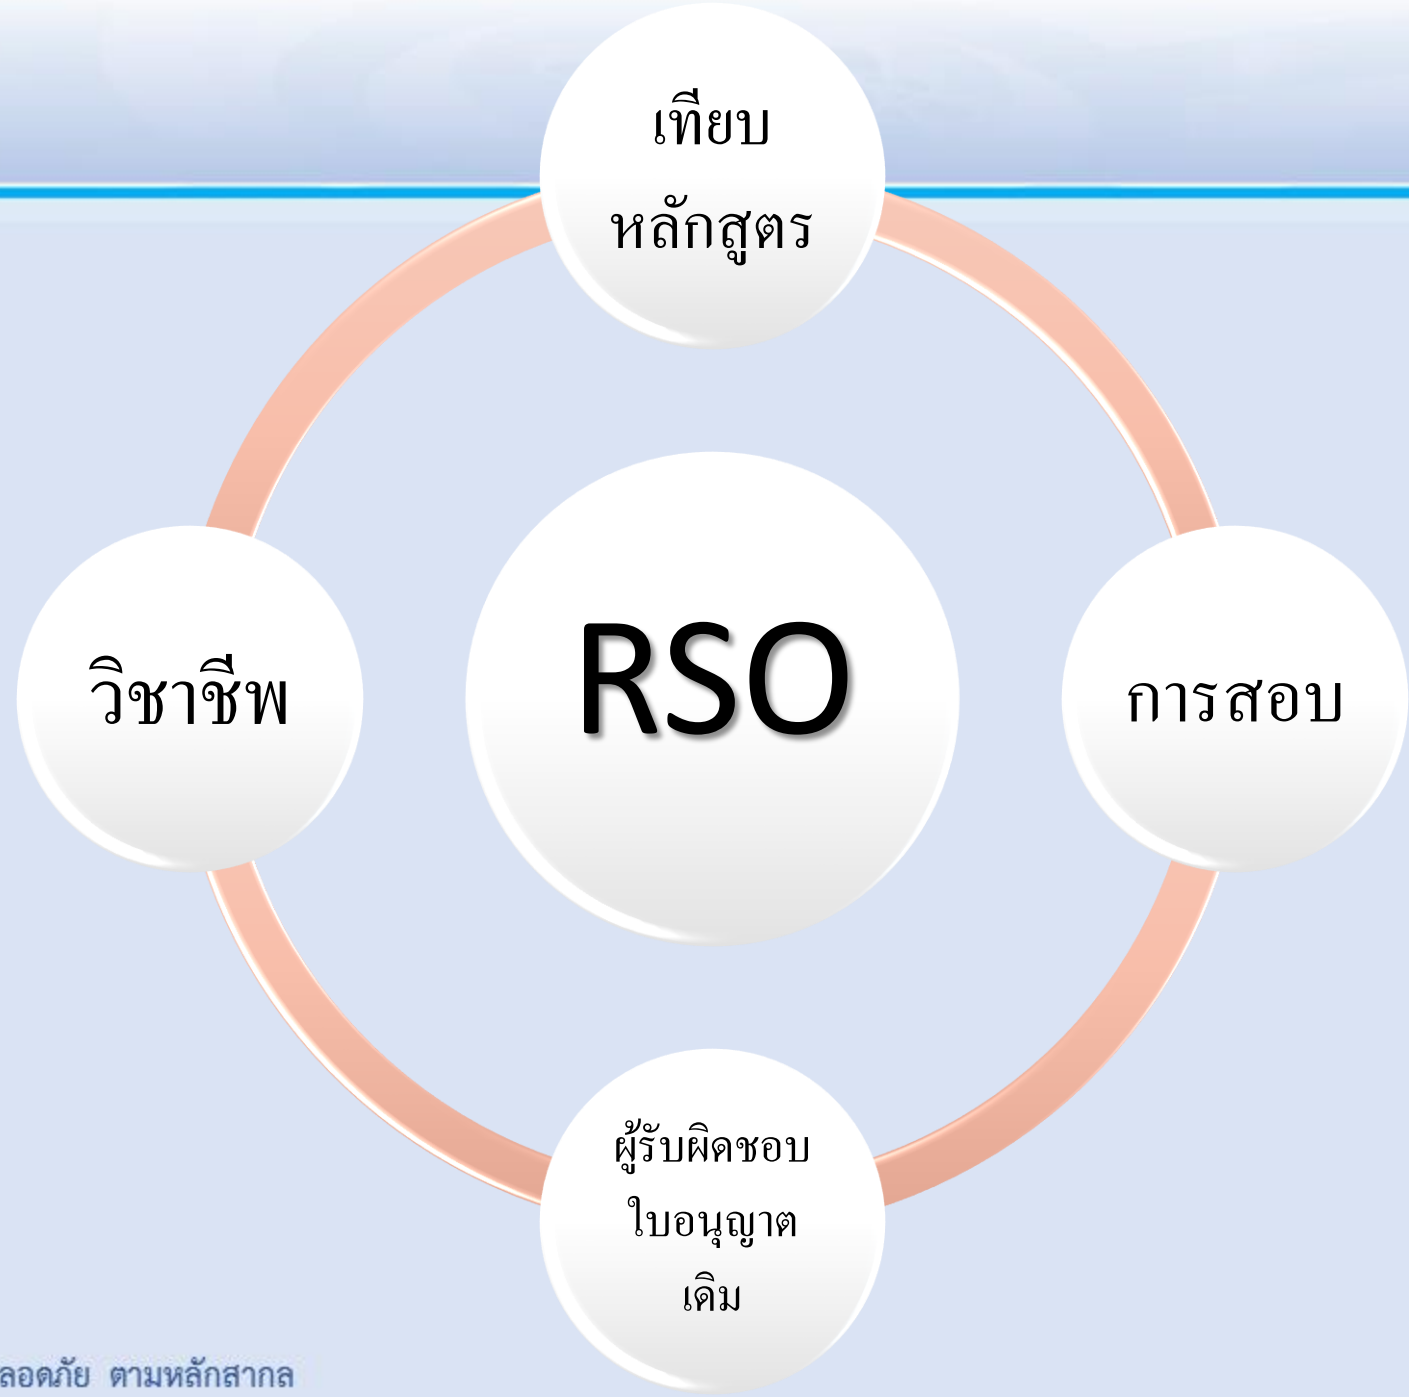 เทียบ
หลักสูตร
วิชาชีพ
RSO
การสอบ
ผู้รับผิดชอบ
ใบอนุญาต
เดิม
ลอดภัย ตามหลักสากล